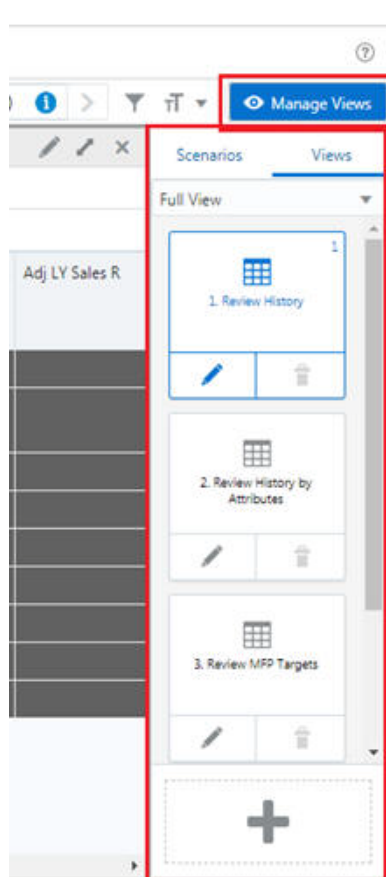 Manage Views
Scenarios Views
Full View
Adj LY Sales R
1
1. Review History
2. Review History by
Attributes
3. Review MFP Targets